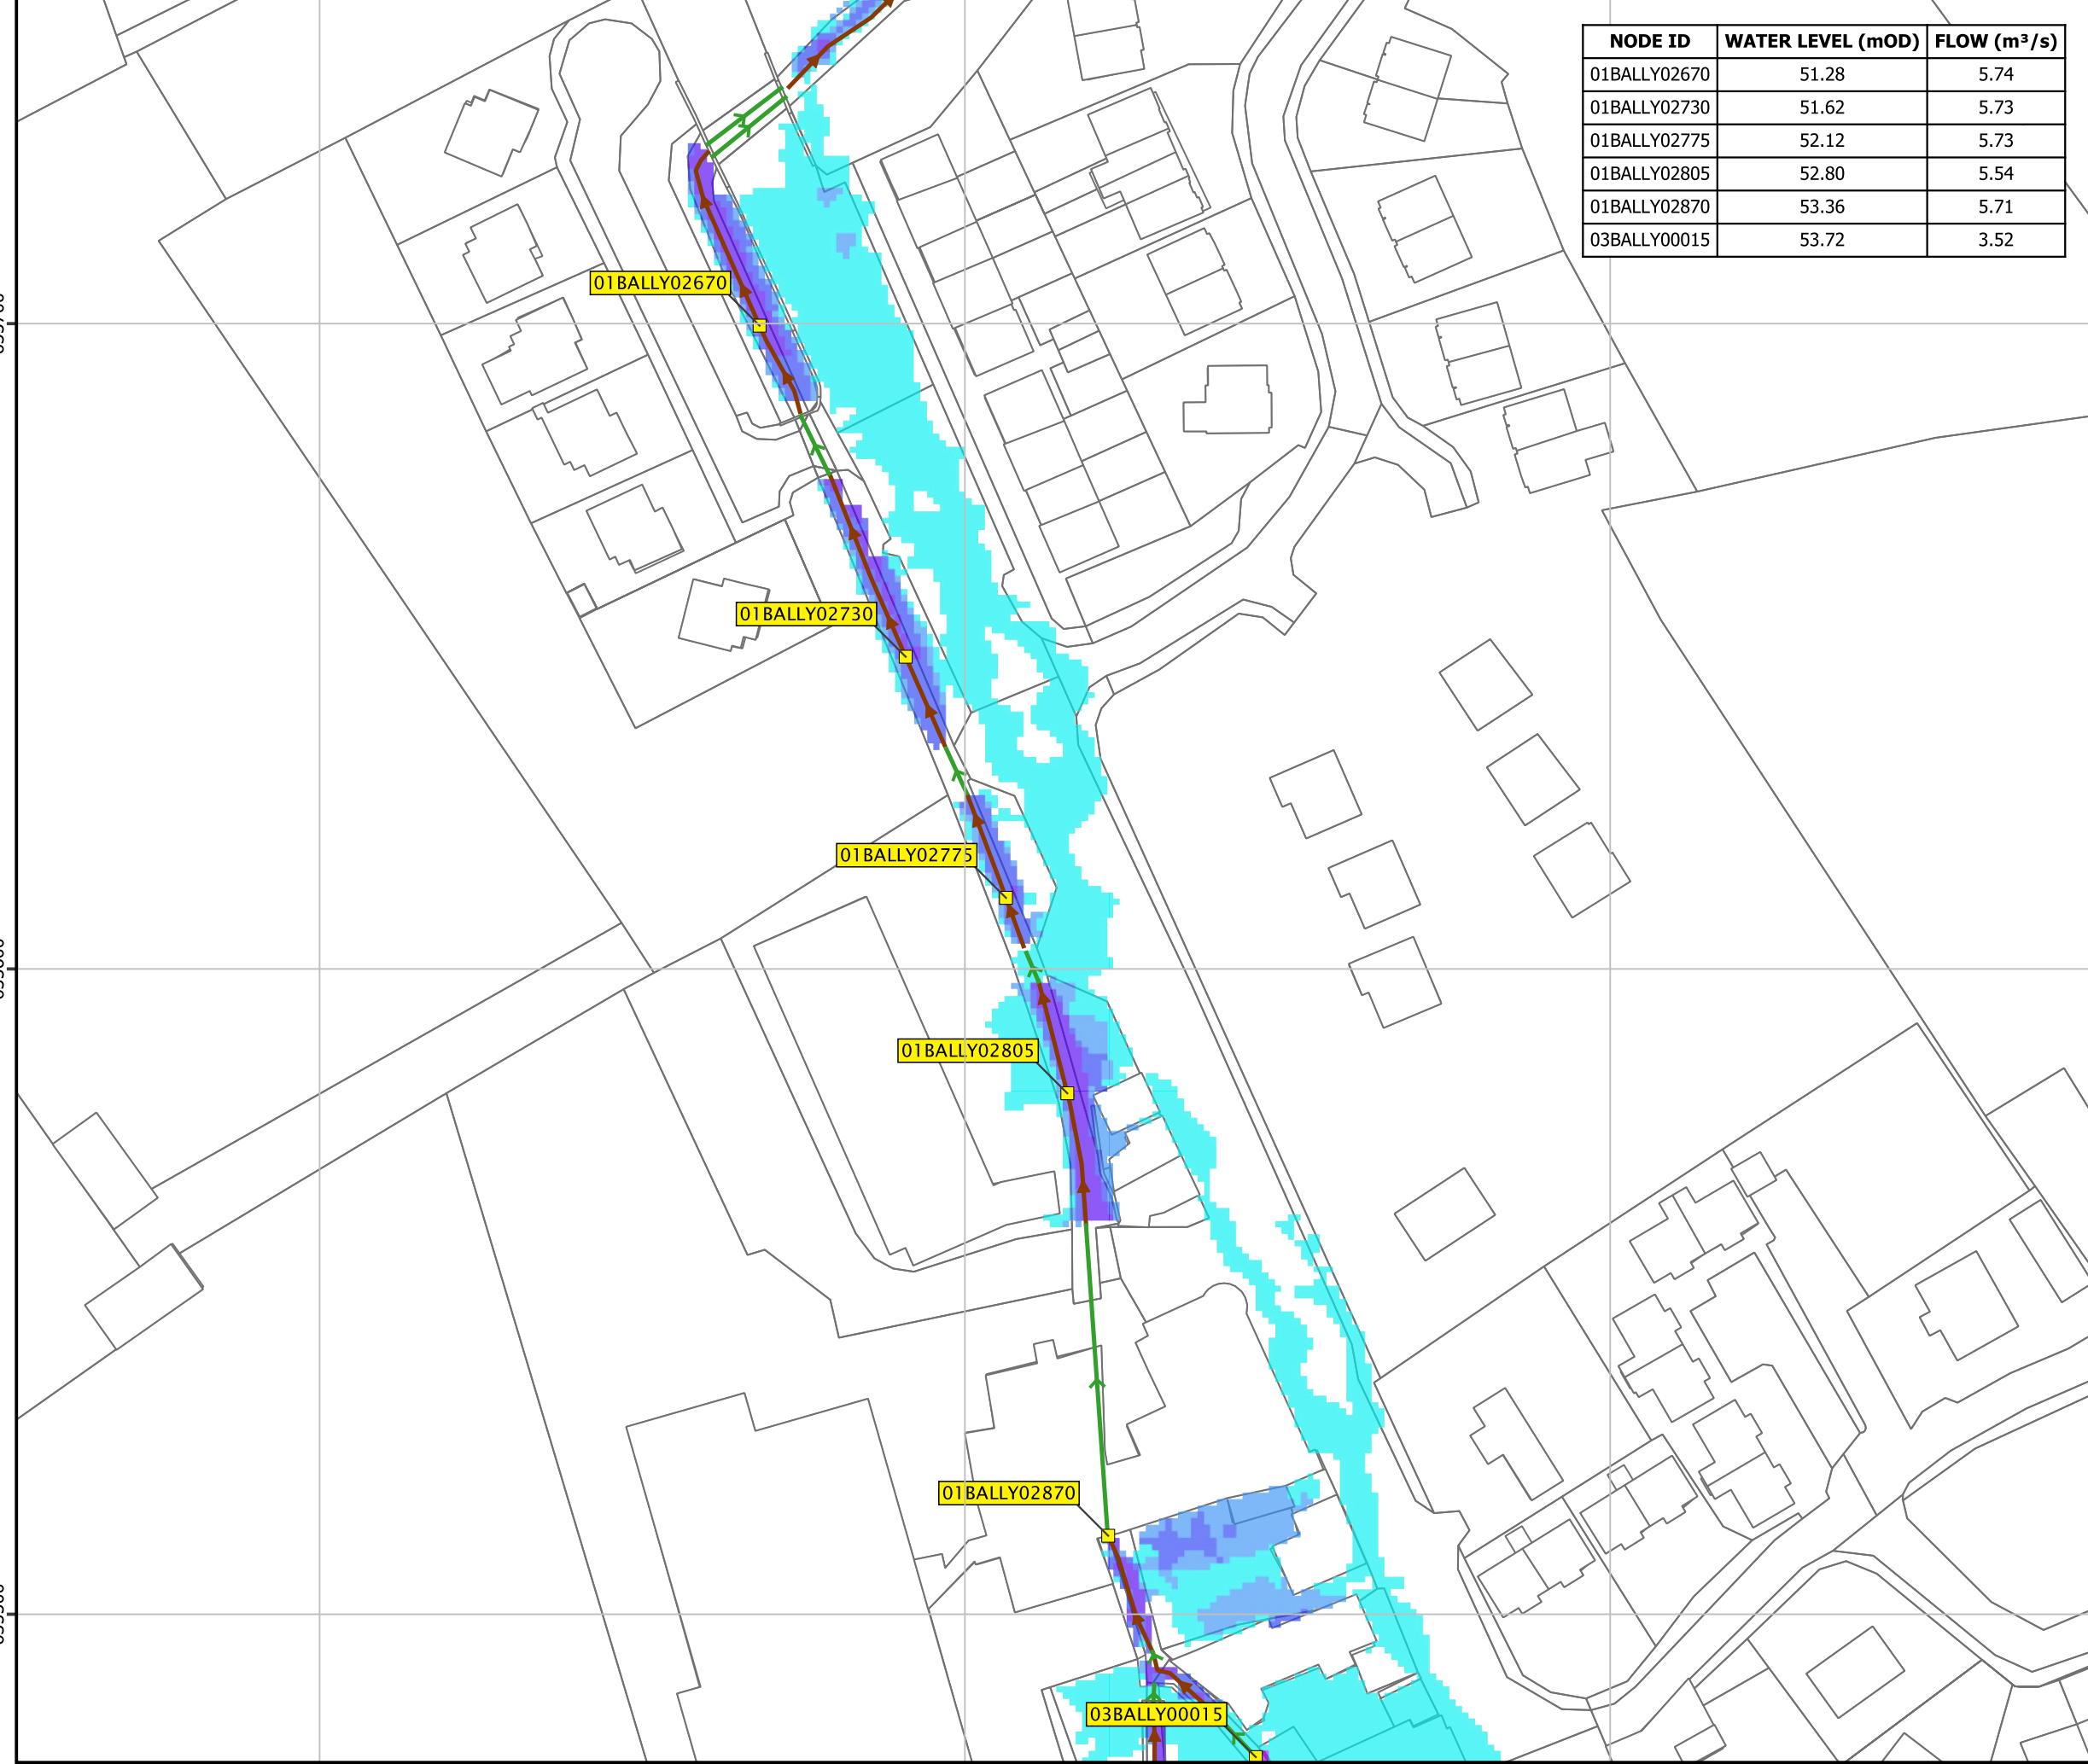 NODE ID WATER LEVEL (mOD) FLOW (m³/s)
01BALLY02670 51.28 5.74
01BALLY02730 51.62 5.73
01BALLY02775 52.12 5.73
01BALLY02805 52.80 5.54
01BALLY02870 53.36 5.71
03BALLY00015 53.72 3.52
01BALLY02670
01BALLY02730
01BALLY02775
01BALLY02805
01BALLY02870
03BALLY00015